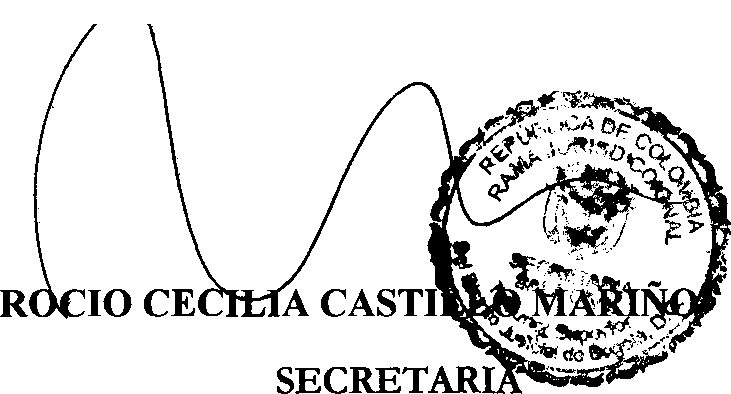 REPUBLICA DE COLOMBIA
RAMA JURISDICCIONAL
ROCIO CECILIA CASTILLO MARIÑO
SECRETARIA